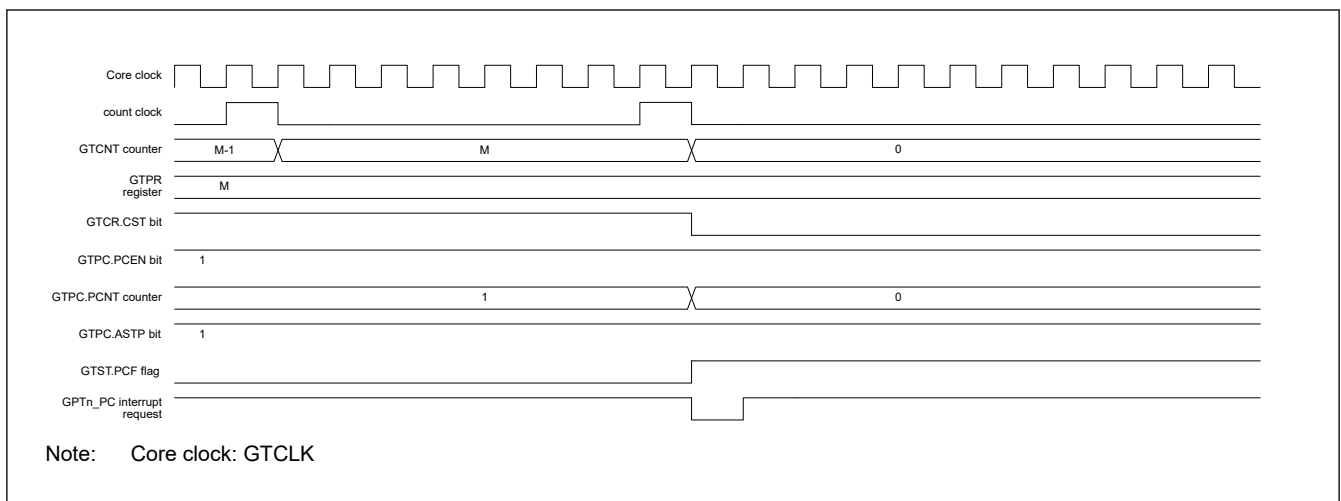 Core clock
count clock
GTCNT counter M-1 M 0
GTPR
register M
GTCR.CST bit
GTPC.PCEN bit 1
GTPC.PCNT counter 1 0
GTPC.ASTP bit 1
GTST.PCF flag
GPTn_PC interrupt
request
Note: Core clock: GTCLK